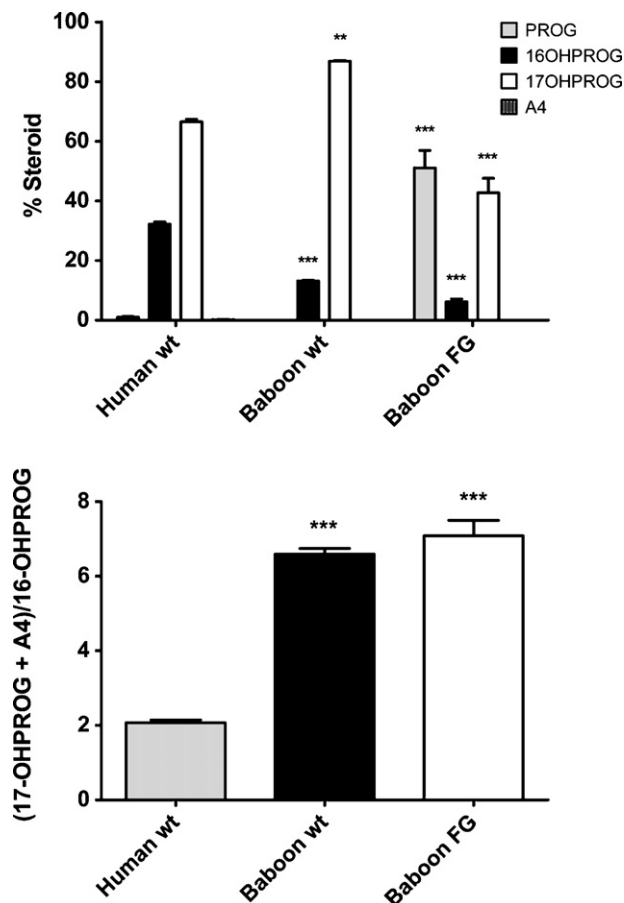 100
80
60
40
20
0
% Steroid
PROG
16OHPROG
17OHPROG
A4
**
***
***
***
***
Human wt
Baboon wt
Baboon FG
8
6
4
2
0
(17-OHPROG + A4)/16-OHPROG
***
***
Human wt
Baboon wt
Baboon FG